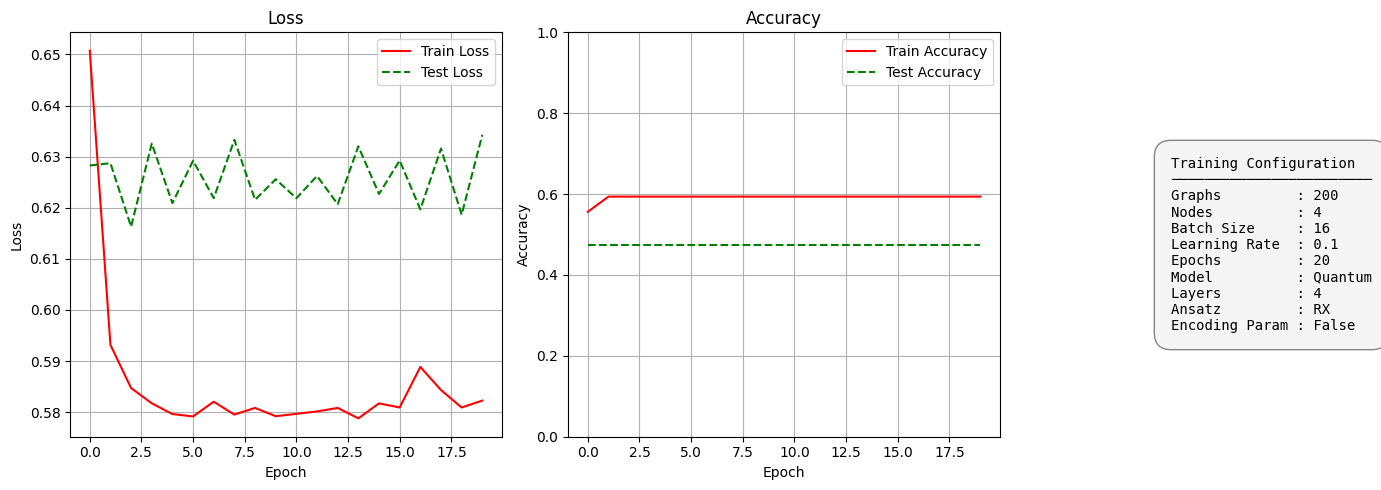 Loss
0.65
0.64
0.63
0.62
0.61
0.60
0.59
0.58
Loss
Train Loss
Test Loss
0.0 2.5 5.0 7.5 10.0 12.5 15.0 17.5
Epoch
Accuracy
1.0
0.8
0.6
0.4
0.2
0.0
Accuracy
Train Accuracy
Test Accuracy
0.0 2.5 5.0 7.5 10.0 12.5 15.0 17.5
Epoch
Training Configuration
Graphs : 200
Nodes : 4
Batch Size : 16
Learning Rate : 0.1
Epochs : 20
Model : Quantum
Layers : 4
Ansatz : RX
Encoding Param : False